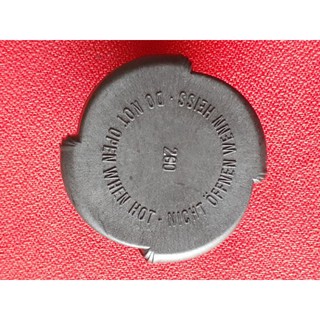 DO NOT OPEN WHEN HOT · NICHT ÖFFNEN WENN HEISS ·
250